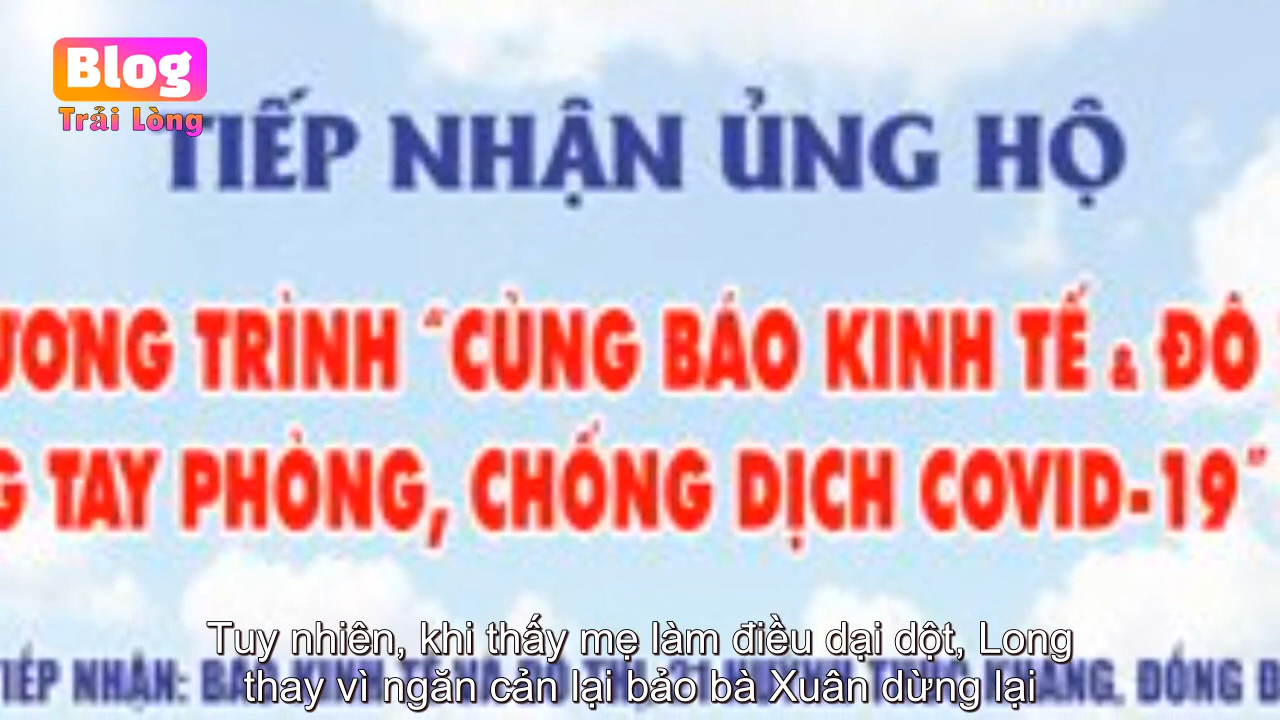 Blog
Trải Lòng
TIẾP NHẬN ỦNG HỘ
ƯƠNG TRÌNH "CÙNG BÁO KINH TẾ & ĐÔ
G TAY PHÒNG, CHỐNG DỊCH COVID-19"
Tuy nhiên, khi thấy mẹ làm điều dại dột, Long
TIẾP NHẬN:
thay vì ngăn cản lại bảo bà Xuân dừng lại